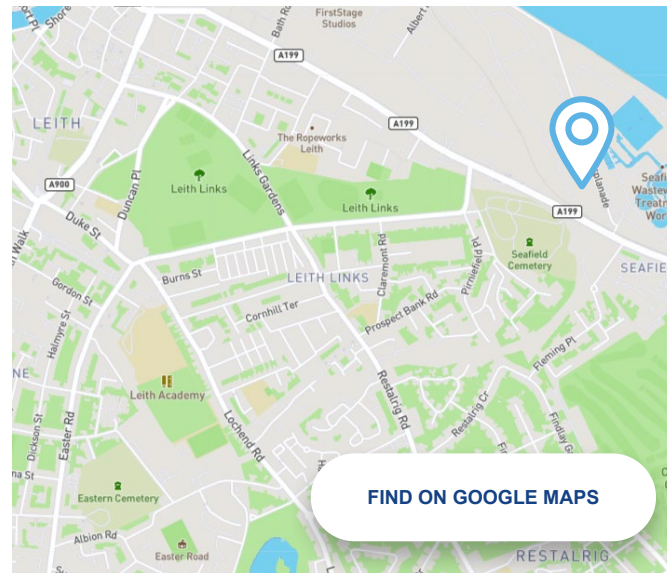 Shore
Bath Rd
FirstStage
Studios
Albert
A199
LEITH
The Ropeworks
Leith
A199
A900
Leith Links
Leith Links
Links Gardens
Duncan Pl
Duke St
Esplanade
A199
Seafield
Cemetery
Burns St
LEITH LINKS
Claremont Rd
Pirniefield Pl
Gordon St
Halmyre St
Cornhill Ter
Prospect Bank Rd
Fleming Pl
Leith Academy
Lochend Rd
Restalrig Rd
Restalrig Cr
Dickson St
Easter Rd
Eastern Cemetery
Albion Rd
Easter Road
FIND ON GOOGLE MAPS
RESTALRIG